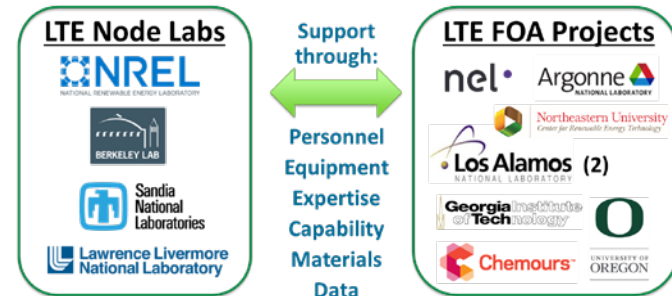 LTE Node Labs
NREL
NATIONAL RENEWABLE ENERGY LABORATORY
BERKELEY LAB
Sandia
National
Laboratories
Lawrence Livermore
National Laboratory
Support
through:
Personnel
Equipment
Expertise
Capability
Materials
Data
LTE FOA Projects
nel
Argonne
NATIONAL LABORATORY
Northeastern University
Center for Renewable Energy Technology
Los Alamos (2)
NATIONAL LABORATORY
Georgia Institute
of Technology
O
UNIVERSITY OF
OREGON
Chemours™